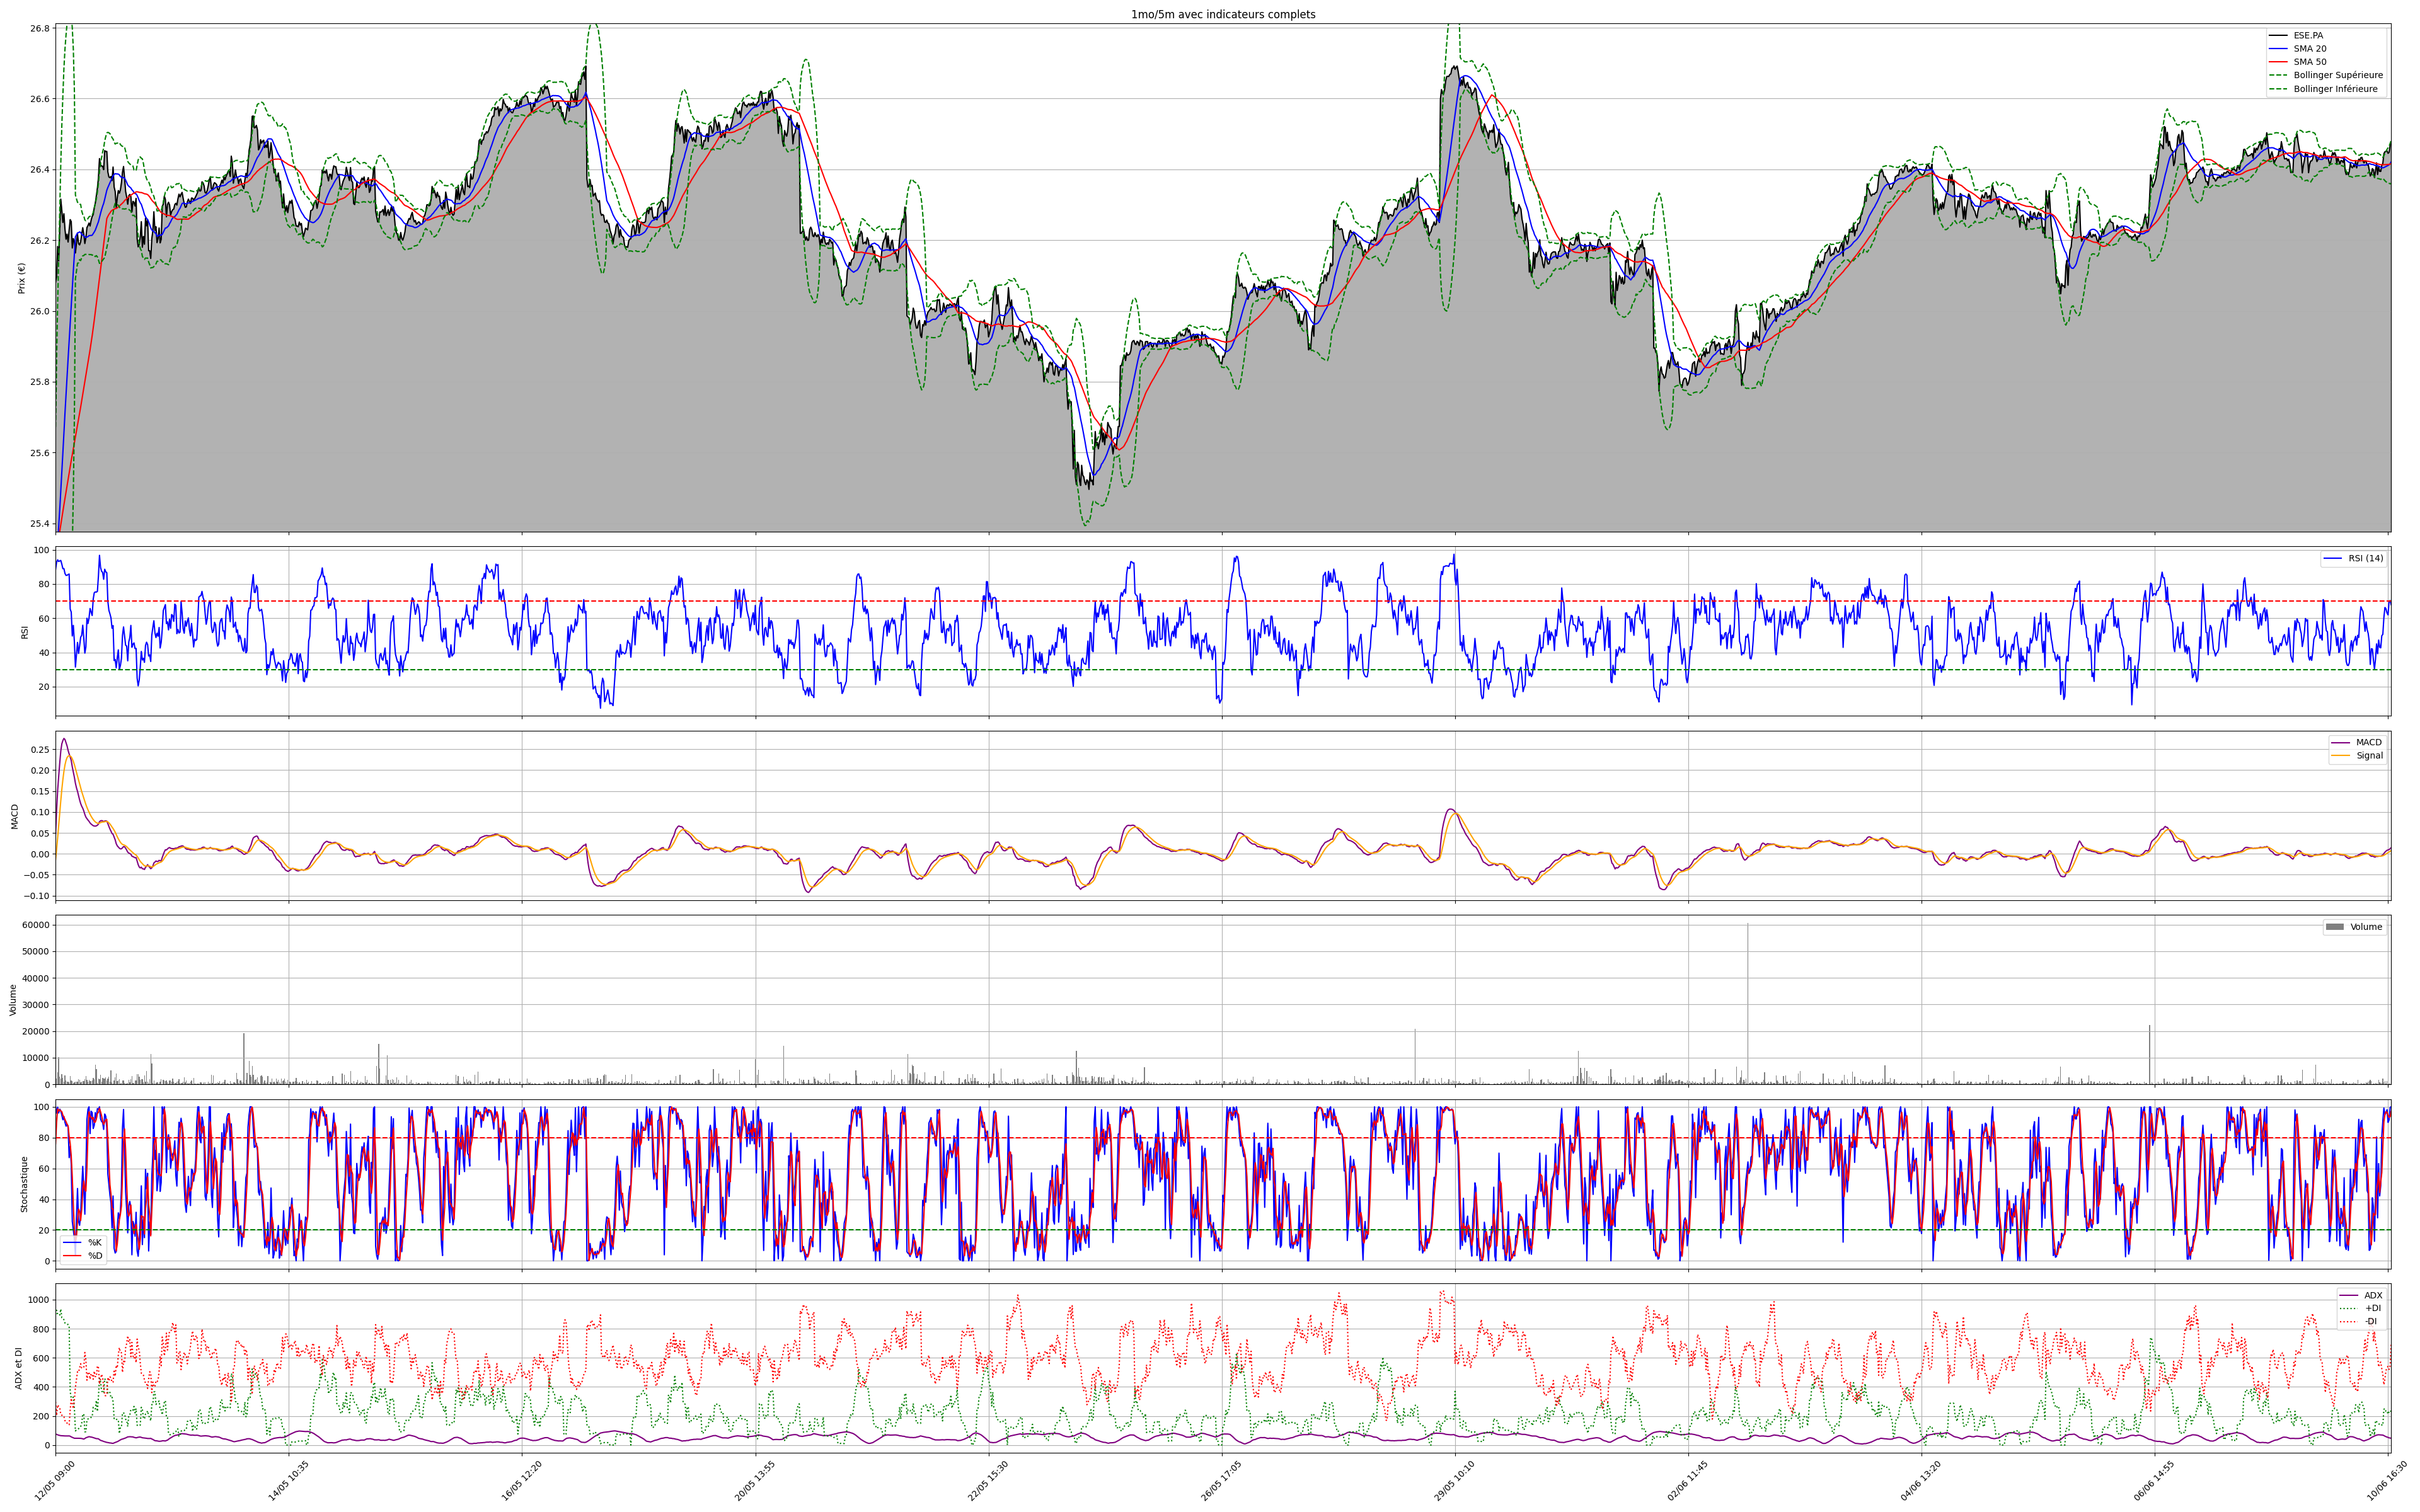 1mo/5m avec indicateurs complets
Prix (€)
26.8
26.6
26.4
26.2
26.0
25.8
25.6
25.4
ESE.PA
SMA 20
SMA 50
Bollinger Supérieure
Bollinger Inférieure
RSI
100
80
60
40
20
RSI (14)
MACD
0.25
0.20
0.15
0.10
0.05
0.00
−0.05
−0.10
MACD
Signal
Volume
60000
50000
40000
30000
20000
10000
0
Volume
Stochastique
100
80
60
40
20
0
%K
%D
ADX et DI
1000
800
600
400
200
0
ADX
+DI
-DI
12/05 09:00
14/05 10:35
16/05 12:20
20/05 13:55
22/05 15:30
26/05 17:05
29/05 10:10
02/06 11:45
04/06 13:20
06/06 14:55
10/06 16:30